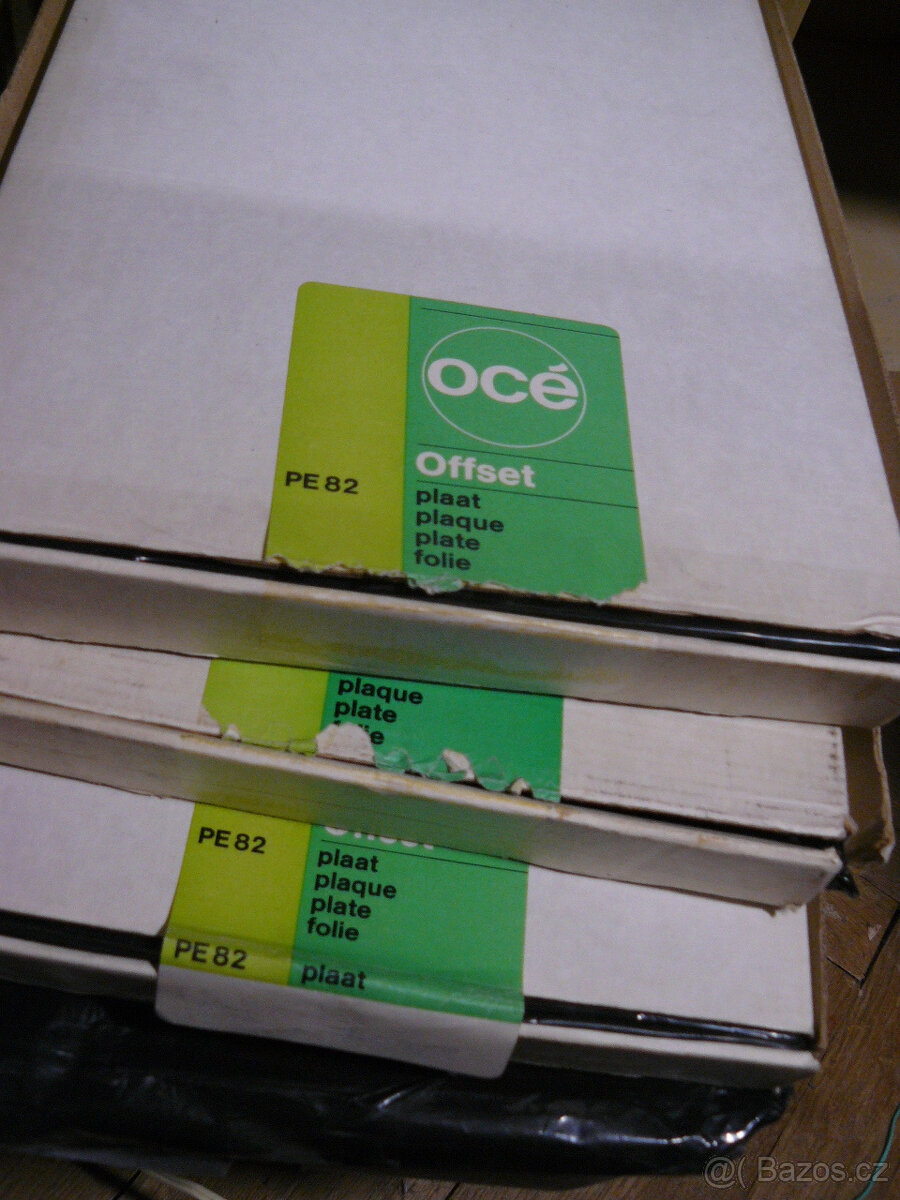 océ
Offset
PE 82
plaat
plaque
plate
folie
plaque
plate
PE 82
plaat
plaque
plate
folie
PE 82
plaat
@( Bazos.cz